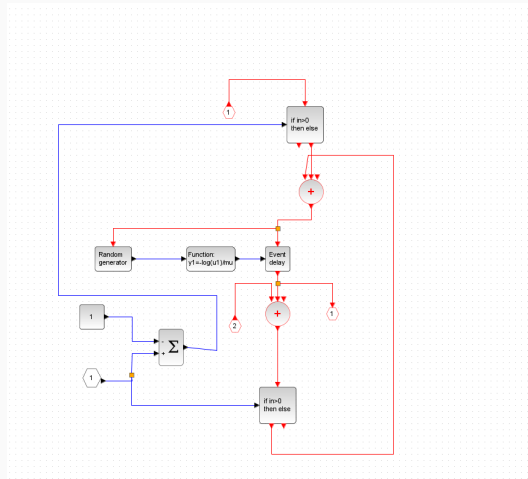 1
if in>0
then else
+
Random
generator
Function:
y1=-log(u1)/mu
Event
delay
1
-
+
Σ
2
+
1
1
if in>0
then else